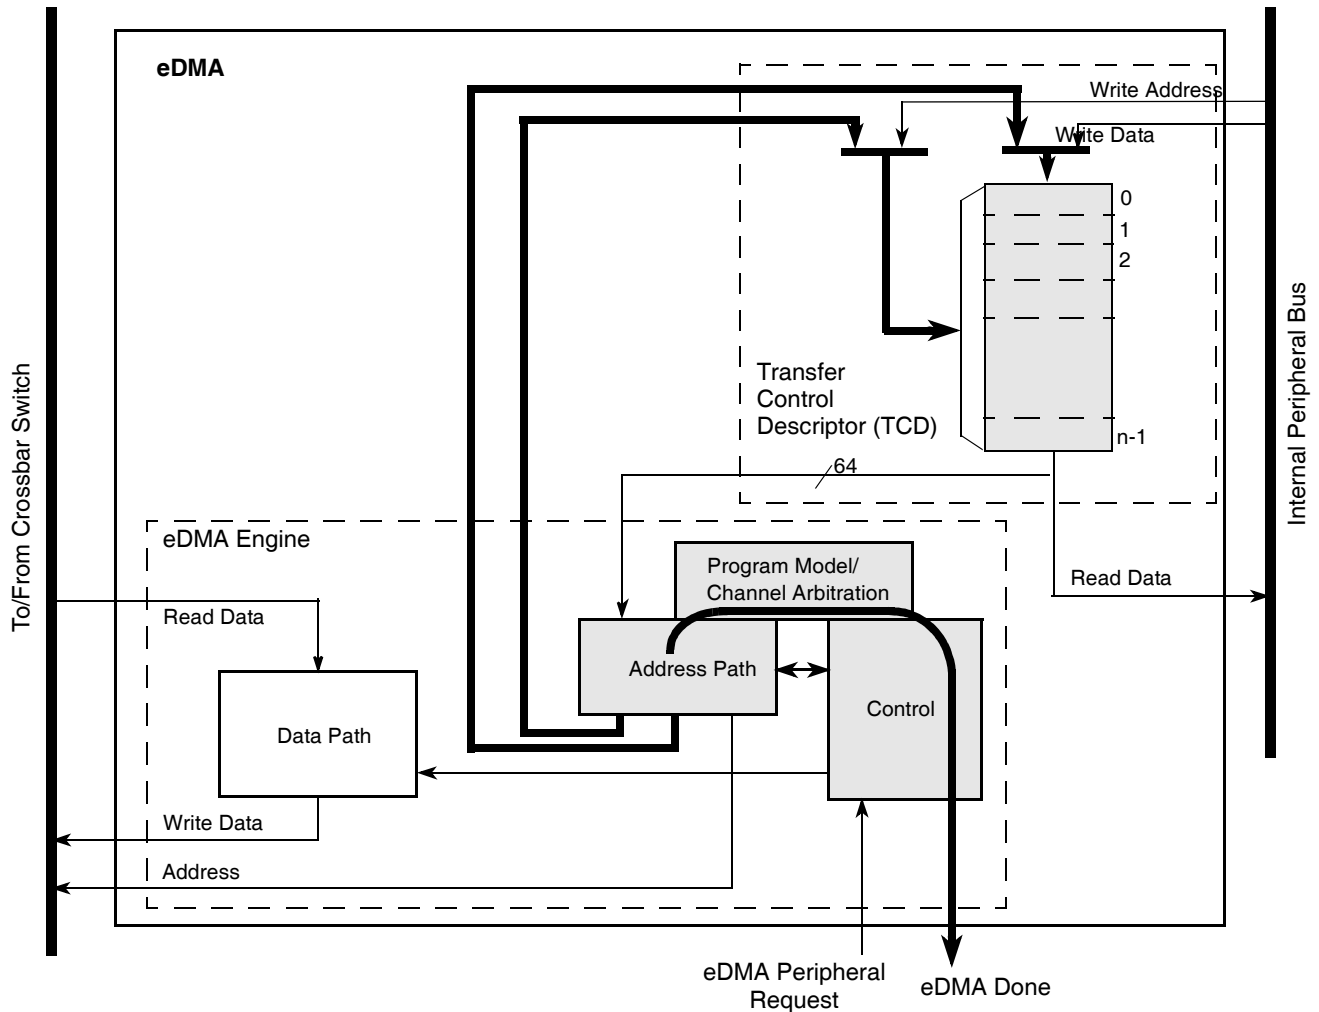 eDMA
Write Address
Write Data
0
1
2
n-1
Transfer
Control
Descriptor (TCD)
64
To/From Crossbar Switch
Internal Peripheral Bus
eDMA Engine
Program Model/
Channel Arbitration
Read Data
Read Data
Address Path
Control
Data Path
Write Data
Address
eDMA Peripheral
Request
eDMA Done